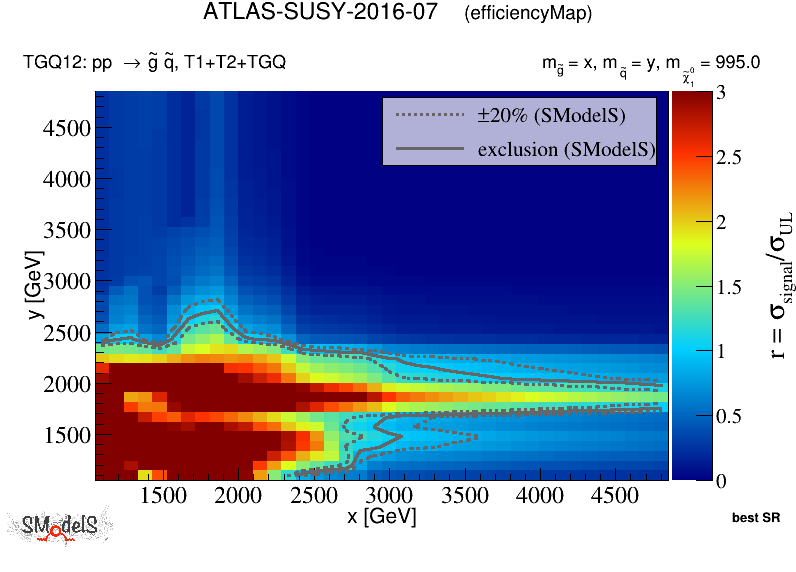 ATLAS-SUSY-2016-07 (efficiencyMap)
TGQ12: pp → g̃ q̃, T1+T2+TGQ
m_g̃ = x, m_q̃ = y, m_χ̃₁⁰ = 995.0
±20% (SModelS)
exclusion (SModelS)
y [GeV]
4500
4000
3500
3000
2500
2000
1500
1500 2000 2500 3000 3500 4000 4500
x [GeV]
3
2.5
2
1.5
1
0.5
0
r = σ_signal/σ_UL
SModelS
best SR